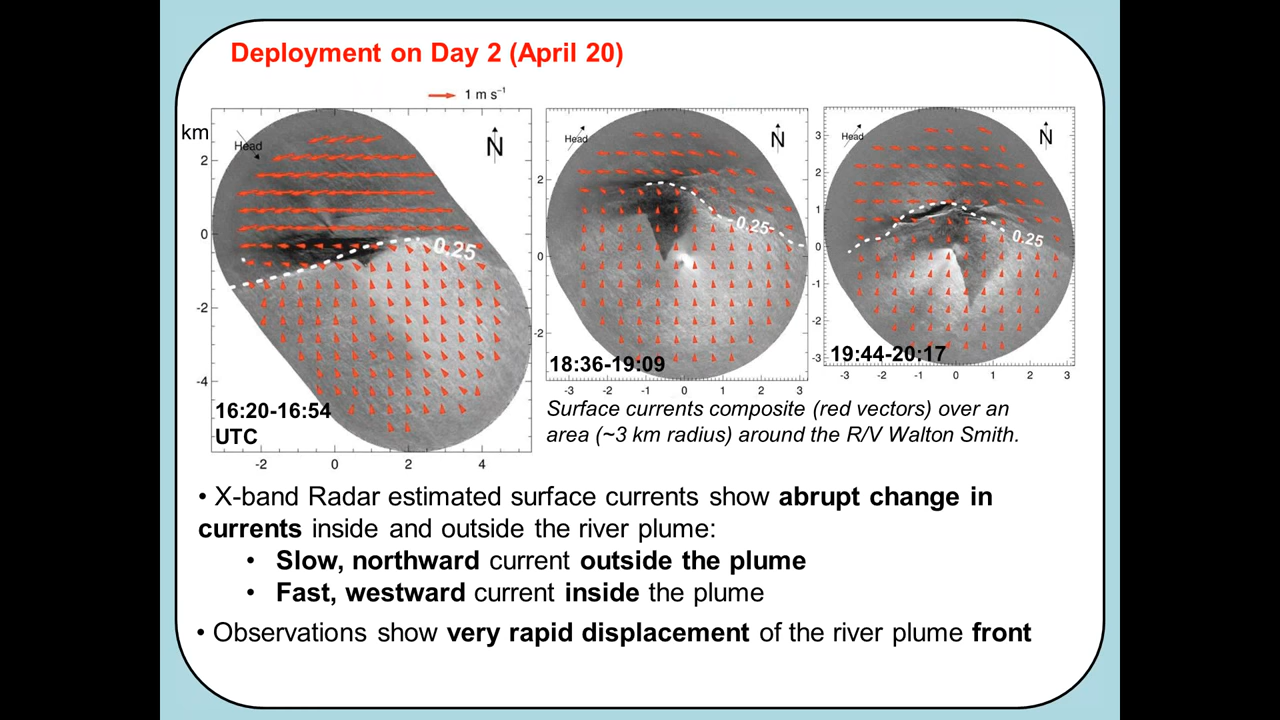 Deployment on Day 2 (April 20)
1 m s⁻¹
km
Head
N
2
0
-2
-4
0.25
16:20-16:54
UTC
-2 0 2 4
Head
N
2
0
-2
0.25
18:36-19:09
-3 -2 -1 0 1 2 3
Head
N
3
2
1
0
-1
-2
-3
0.25
19:44-20:17
-3 -2 -1 0 1 2 3
Surface currents composite (red vectors) over an
area (~3 km radius) around the R/V Walton Smith.
• X-band Radar estimated surface currents show abrupt change in
currents inside and outside the river plume:
• Slow, northward current outside the plume
• Fast, westward current inside the plume
• Observations show very rapid displacement of the river plume front